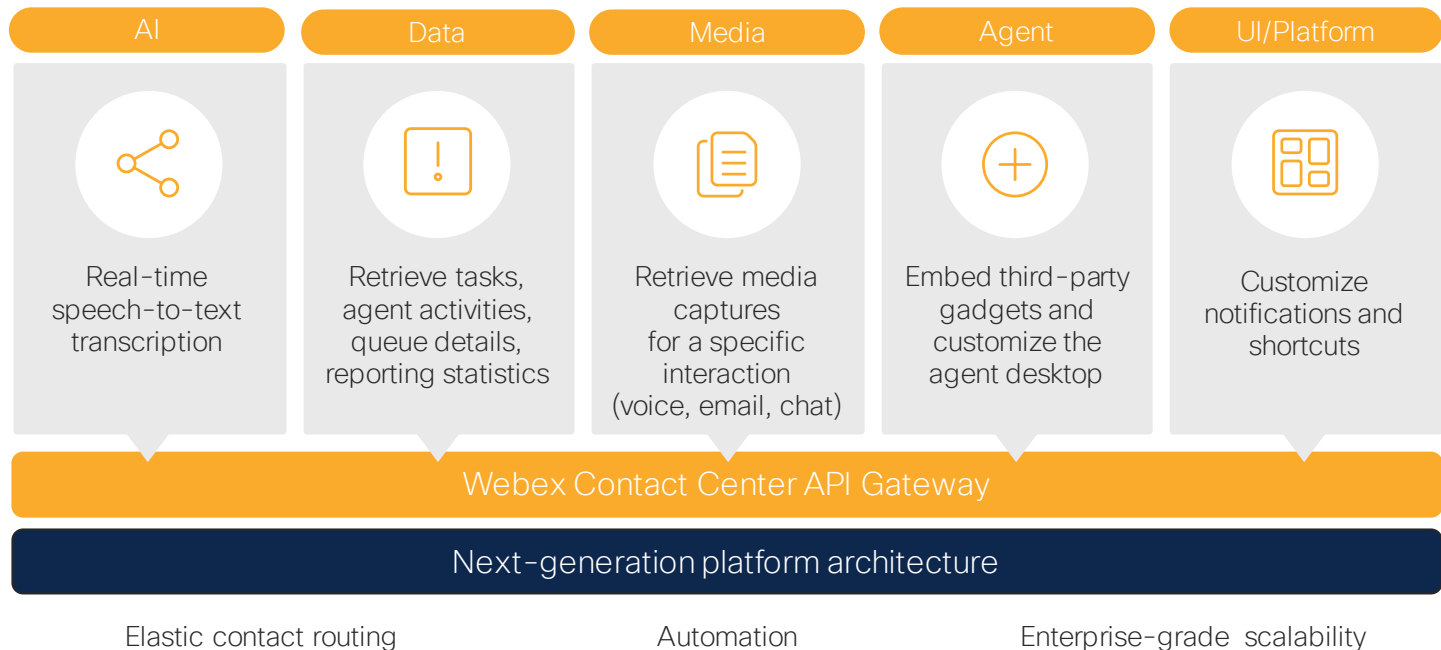 AI
Data
Media
Agent
UI/Platform
Real-time
speech-to-text
transcription
Retrieve tasks,
agent activities,
queue details,
reporting statistics
Retrieve media
captures
for a specific
interaction
(voice, email, chat)
Embed third-party
gadgets and
customize the
agent desktop
Customize
notifications and
shortcuts
Webex Contact Center API Gateway
Next-generation platform architecture
Elastic contact routing
Automation
Enterprise-grade scalability